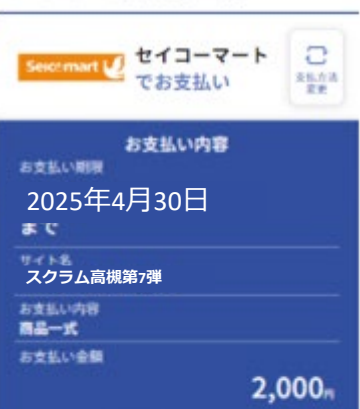 Seicomart
セイコーマート
でお支払い
支払方法
変更
お支払い内容
お支払い期限
2025年4月30日
まで
サイト名
スクラム高槻第7弾
お支払い内容
商品一式
お支払い金額
2,000円